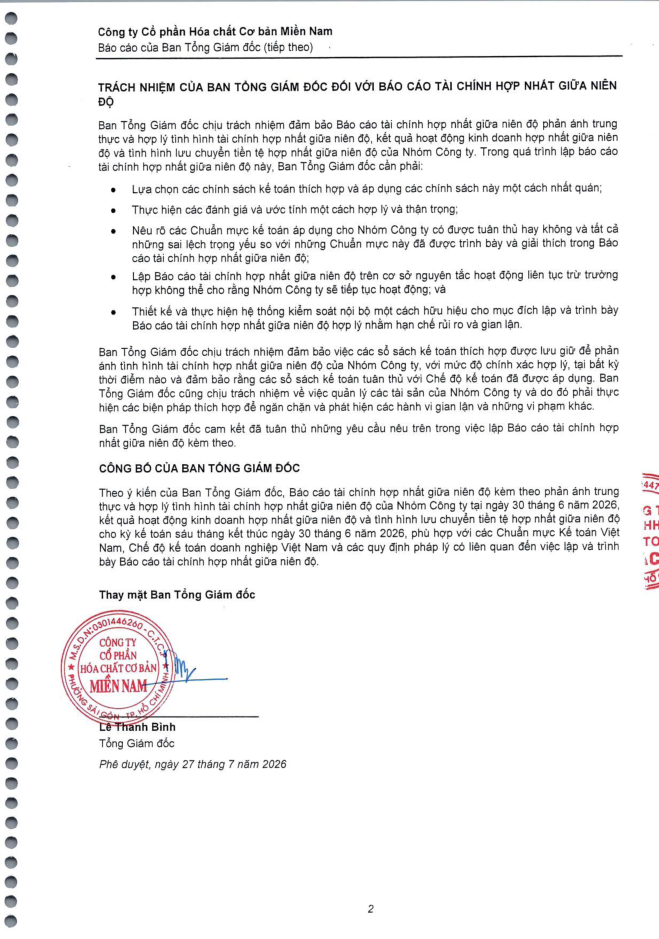 Công ty Cổ phần Hóa chất Cơ bản Miền Nam
Báo cáo của Ban Tổng Giám đốc (tiếp theo)
TRÁCH NHIỆM CỦA BAN TỔNG GIÁM ĐỐC ĐỐI VỚI BÁO CÁO TÀI CHÍNH HỢP NHẤT GIỮA NIÊN
ĐỘ
Ban Tổng Giám đốc chịu trách nhiệm đảm bảo Báo cáo tài chính hợp nhất giữa niên độ phản ánh trung
thực và hợp lý tình hình tài chính hợp nhất giữa niên độ, kết quả hoạt động kinh doanh hợp nhất giữa niên
độ và tình hình lưu chuyển tiền tệ hợp nhất giữa niên độ của Nhóm Công ty. Trong quá trình lập báo cáo
tài chính hợp nhất giữa niên độ này, Ban Tổng Giám đốc cần phải:
• Lựa chọn các chính sách kế toán thích hợp và áp dụng các chính sách này một cách nhất quán;
• Thực hiện các đánh giá và ước tính một cách hợp lý và thận trọng;
• Nêu rõ các Chuẩn mực kế toán áp dụng cho Nhóm Công ty có được tuân thủ hay không và tất cả
những sai lệch trọng yếu so với những Chuẩn mực này đã được trình bày và giải thích trong Báo
cáo tài chính hợp nhất giữa niên độ;
• Lập Báo cáo tài chính hợp nhất giữa niên độ trên cơ sở nguyên tắc hoạt động liên tục trừ trường
hợp không thể cho rằng Nhóm Công ty sẽ tiếp tục hoạt động; và
• Thiết kế và thực hiện hệ thống kiểm soát nội bộ một cách hữu hiệu cho mục đích lập và trình bày
Báo cáo tài chính hợp nhất giữa niên độ hợp lý nhằm hạn chế rủi ro và gian lận.
Ban Tổng Giám đốc chịu trách nhiệm đảm bảo việc các sổ sách kế toán thích hợp được lưu giữ để phản
ánh tình hình tài chính hợp nhất giữa niên độ của Nhóm Công ty, với mức độ chính xác hợp lý, tại bất kỳ
thời điểm nào và đảm bảo rằng các sổ sách kế toán tuân thủ với Chế độ kế toán đã được áp dụng. Ban
Tổng Giám đốc cũng chịu trách nhiệm về việc quản lý các tài sản của Nhóm Công ty và do đó phải thực
hiện các biện pháp thích hợp để ngăn chặn và phát hiện các hành vi gian lận và những vi phạm khác.
Ban Tổng Giám đốc cam kết đã tuân thủ những yêu cầu nêu trên trong việc lập Báo cáo tài chính hợp
nhất giữa niên độ kèm theo.
CÔNG BỐ CỦA BAN TỔNG GIÁM ĐỐC
Theo ý kiến của Ban Tổng Giám đốc, Báo cáo tài chính hợp nhất giữa niên độ kèm theo phản ánh trung
thực và hợp lý tình hình tài chính hợp nhất giữa niên độ của Nhóm Công ty tại ngày 30 tháng 6 năm 2026,
kết quả hoạt động kinh doanh hợp nhất giữa niên độ và tình hình lưu chuyển tiền tệ hợp nhất giữa niên độ
cho kỳ kế toán sáu tháng kết thúc ngày 30 tháng 6 năm 2026, phù hợp với các Chuẩn mực Kế toán Việt
Nam, Chế độ kế toán doanh nghiệp Việt Nam và các quy định pháp lý có liên quan đến việc lập và trình
bày Báo cáo tài chính hợp nhất giữa niên độ.
Thay mặt Ban Tổng Giám đốc
M.S.D.N:0301446260-C.T.C.P
CÔNG TY
CỔ PHẦN
HÓA CHẤT CƠ BẢN
MIỀN NAM
PHƯỜNG SÀI GÒN - TP. HỒ CHÍ MINH
Lê Thanh Bình
Tổng Giám đốc
Phê duyệt, ngày 27 tháng 7 năm 2026
2